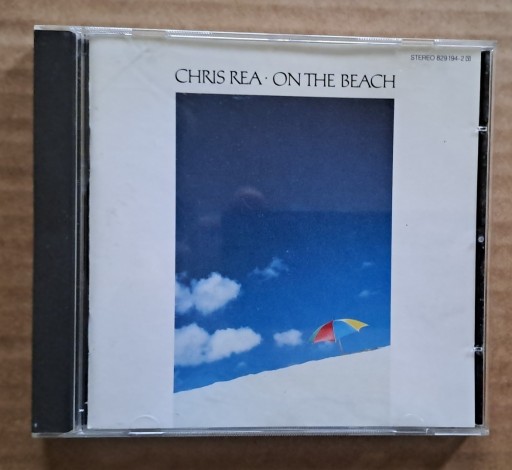 STEREO 829 194-2
CHRIS REA · ON THE BEACH